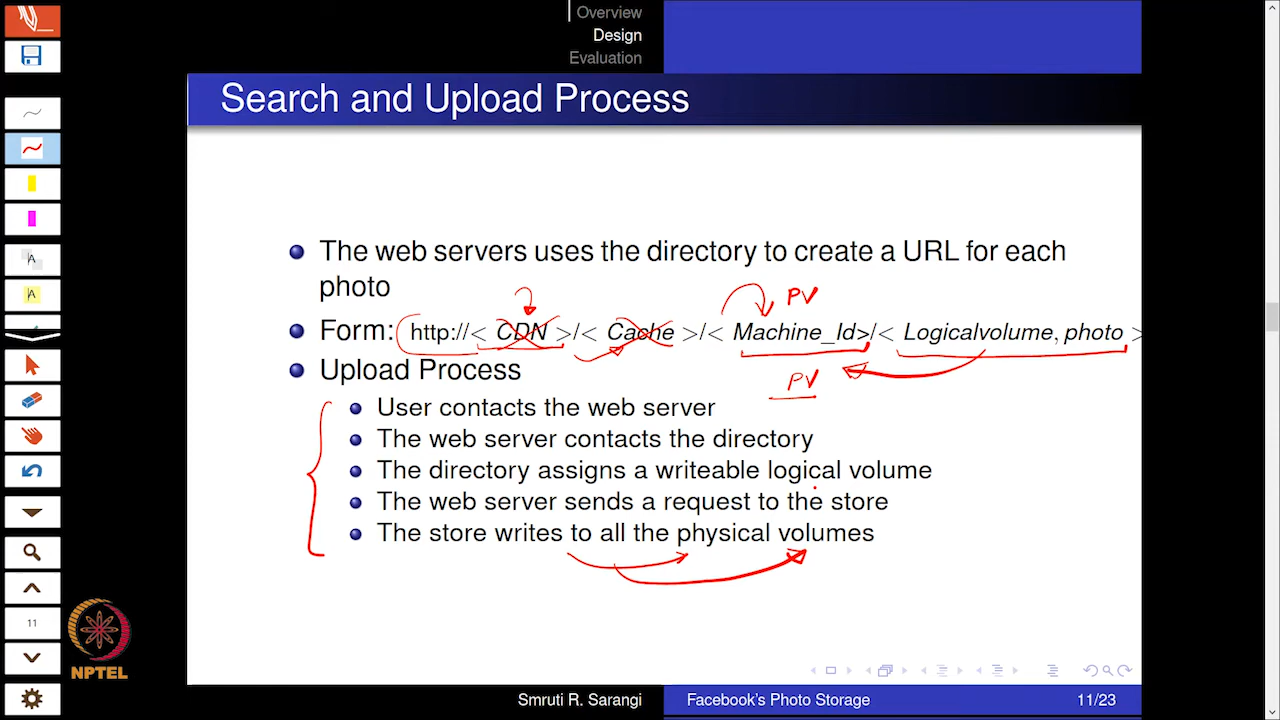 Overview
Design
Evaluation
Search and Upload Process
The web servers uses the directory to create a URL for each
photo
PV
Form: http://< CDN >/< Cache >/< Machine_Id>/< Logicalvolume, photo >
Upload Process
PV
User contacts the web server
The web server contacts the directory
The directory assigns a writeable logical volume
The web server sends a request to the store
The store writes to all the physical volumes
11
NPTEL
Smruti R. Sarangi Facebook's Photo Storage 11/23